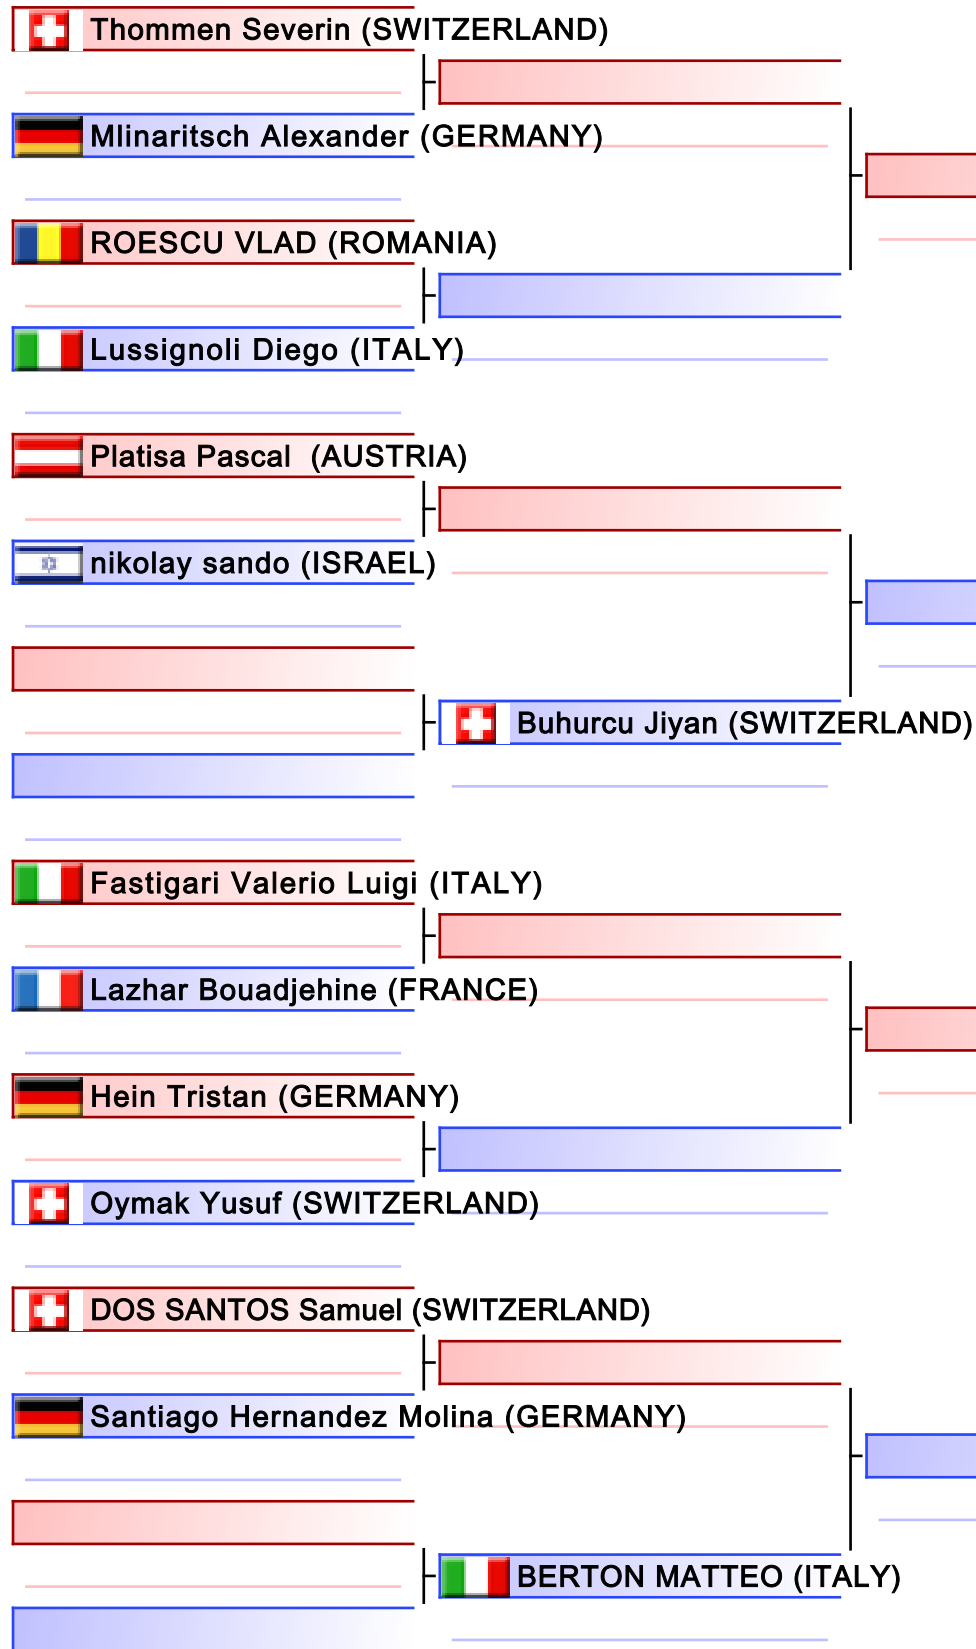 Thommen Severin (SWITZERLAND)
Mlinaritsch Alexander (GERMANY)
ROESCU VLAD (ROMANIA)
Lussignoli Diego (ITALY)
Platisa Pascal  (AUSTRIA)
nikolay sando (ISRAEL)
Buhurcu Jiyan (SWITZERLAND)
Fastigari Valerio Luigi (ITALY)
Lazhar Bouadjehine (FRANCE)
Hein Tristan (GERMANY)
Oymak Yusuf (SWITZERLAND)
DOS SANTOS Samuel (SWITZERLAND)
Santiago Hernandez Molina (GERMANY)
BERTON MATTEO (ITALY)